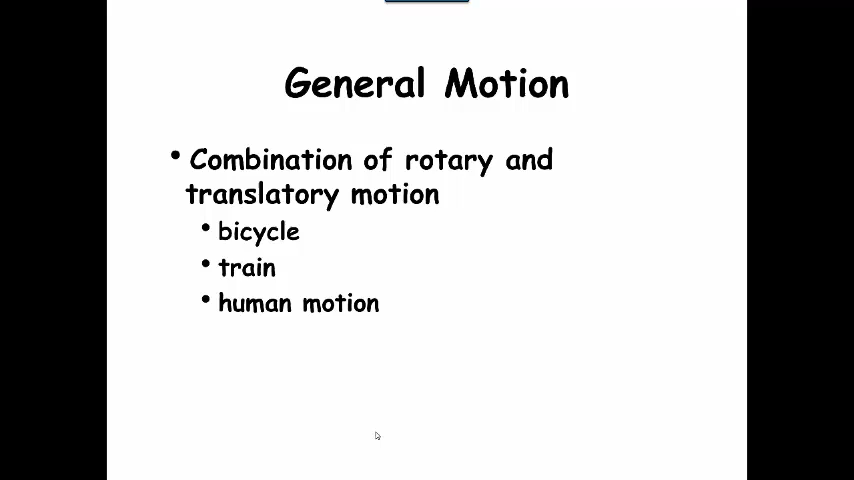 General Motion
• Combination of rotary and
translatory motion
• bicycle
• train
• human motion